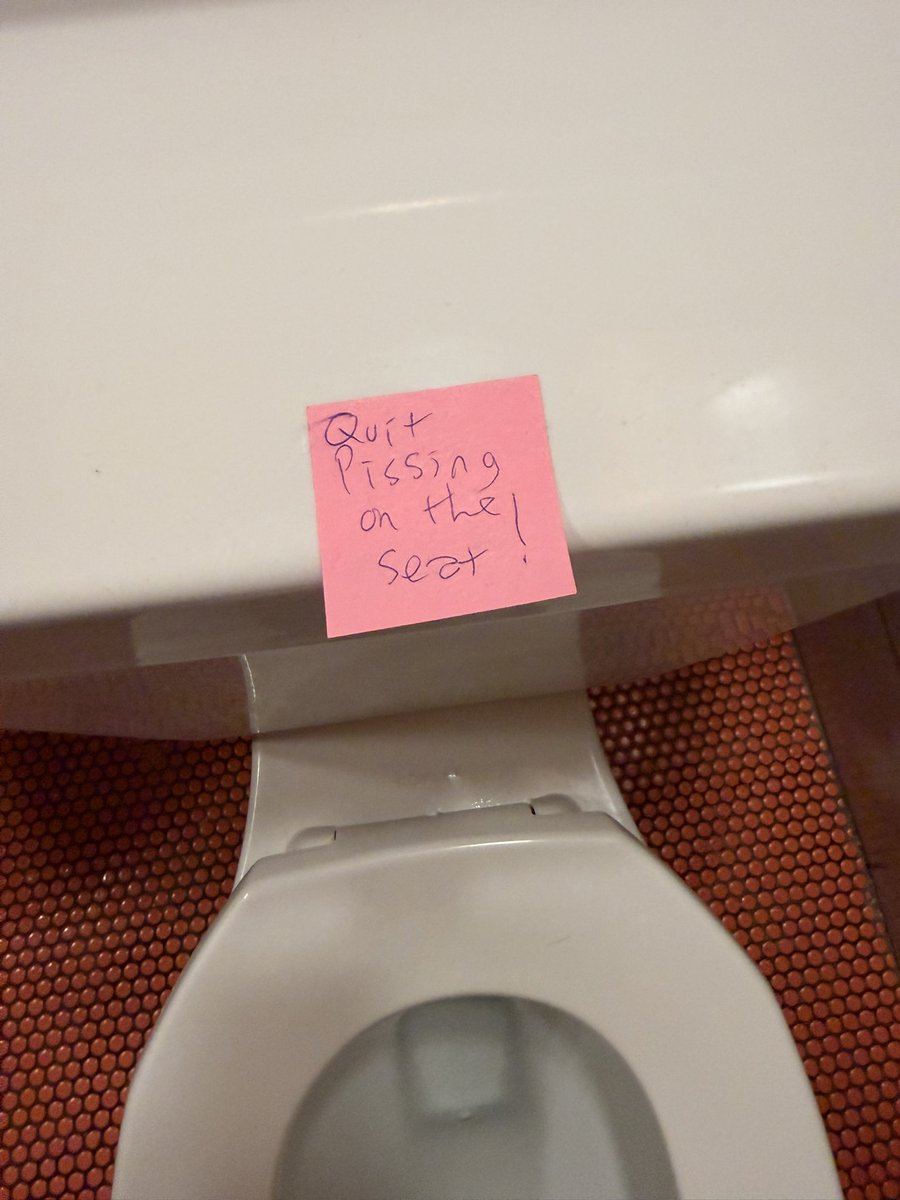 Quit
Pissing
on the
seat!